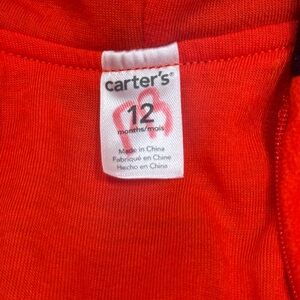 carter's®
12
months/mois
Made in China
Fabriqué en Chine
Hecho en China